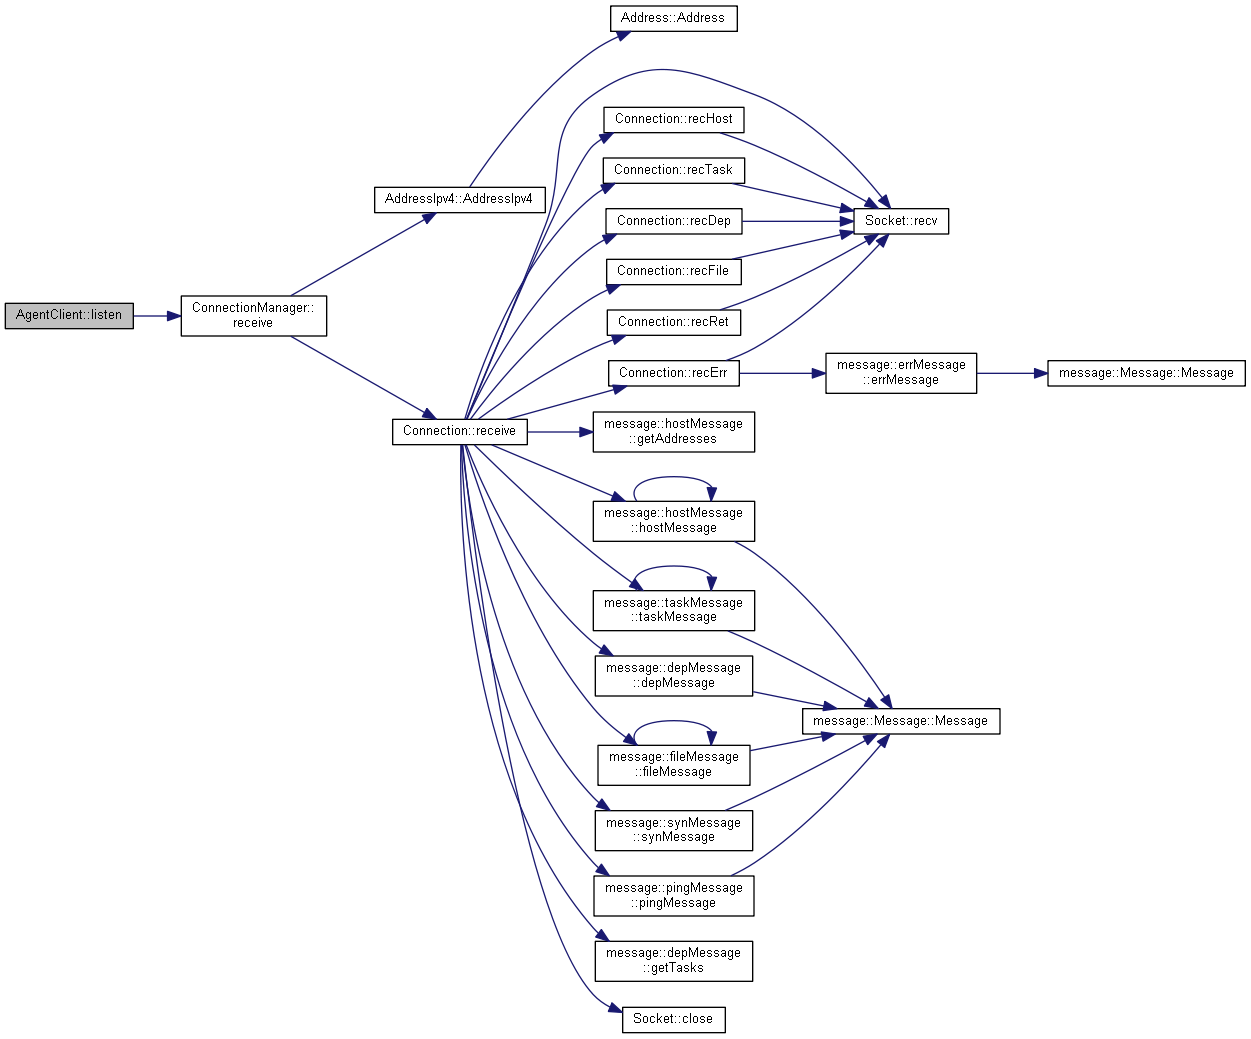 Address::Address
Connection::recHost
Connection::recTask
AddressIpv4::AddressIpv4
Connection::recDep
Socket::recv
Connection::recFile
AgentClient::listen
ConnectionManager::
receive
Connection::recRet
Connection::recErr
message::errMessage
::errMessage
message::Message::Message
Connection::receive
message::hostMessage
::getAddresses
message::hostMessage
::hostMessage
message::taskMessage
::taskMessage
message::depMessage
::depMessage
message::Message::Message
message::fileMessage
::fileMessage
message::synMessage
::synMessage
message::pingMessage
::pingMessage
message::depMessage
::getTasks
Socket::close